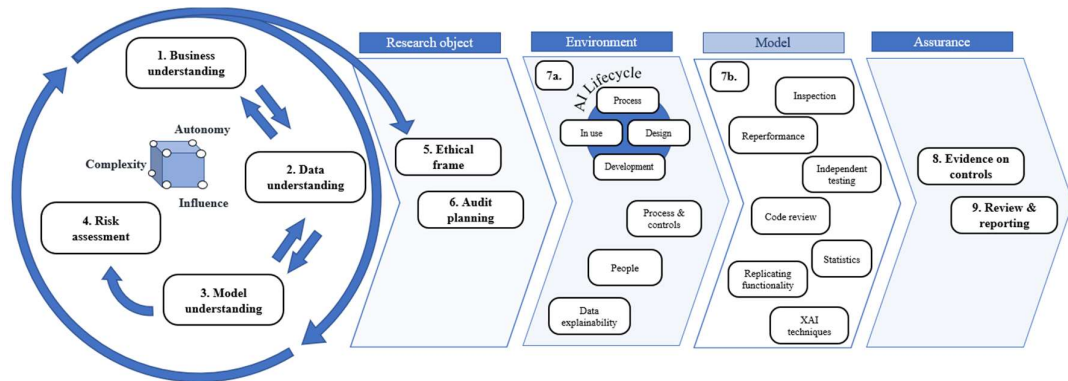 1. Business
understanding
Autonomy
Complexity
Influence
2. Data
understanding
4. Risk
assessment
3. Model
understanding
Research object
5. Ethical
frame
6. Audit
planning
Environment
7a.
AI Lifecycle
Process
In use
Design
Development
Process &
controls
People
Data
explainability
Model
7b.
Inspection
Reperformance
Independent
testing
Code review
Statistics
Replicating
functionality
XAI
techniques
Assurance
8. Evidence on
controls
9. Review &
reporting